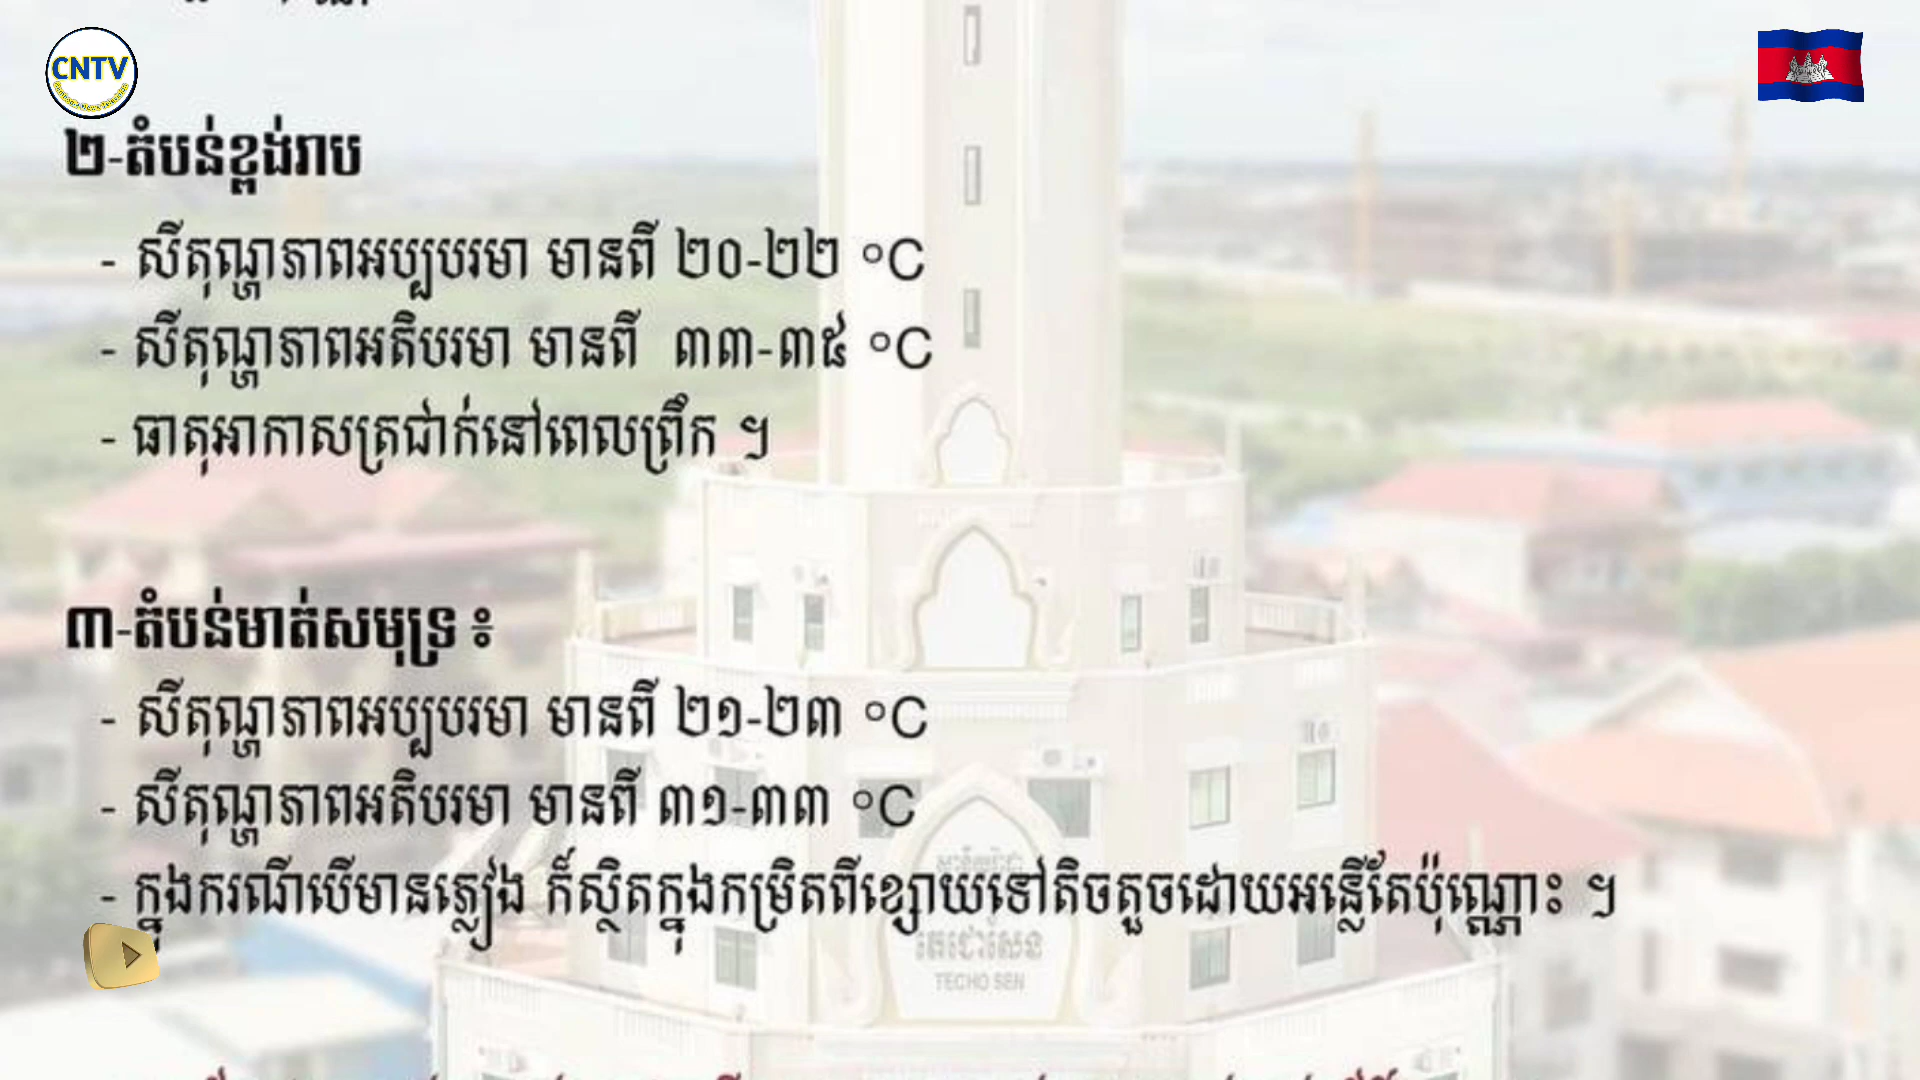 CNTV
២-តំបន់ខ្ពង់រាប
- សីតុណ្ហភាពអប្បបរមា មានពី ២០-២២ °C
- សីតុណ្ហភាពអតិបរមា មានពី ៣៣-៣៥ °C
- ធាតុអាកាសត្រជាក់នៅពេលព្រឹក ។
៣-តំបន់មាត់សមុទ្រ ៖
- សីតុណ្ហភាពអប្បបរមា មានពី ២១-២៣ °C
- សីតុណ្ហភាពអតិបរមា មានពី ៣១-៣៣ °C
- ក្នុងករណីបើមានភ្លៀង ក៏ស្ថិតក្នុងកម្រិតពីខ្សោយទៅតិចតួចដោយអន្លើតែប៉ុណ្ណោះ ។
តេជោសែន
TECHO SEN